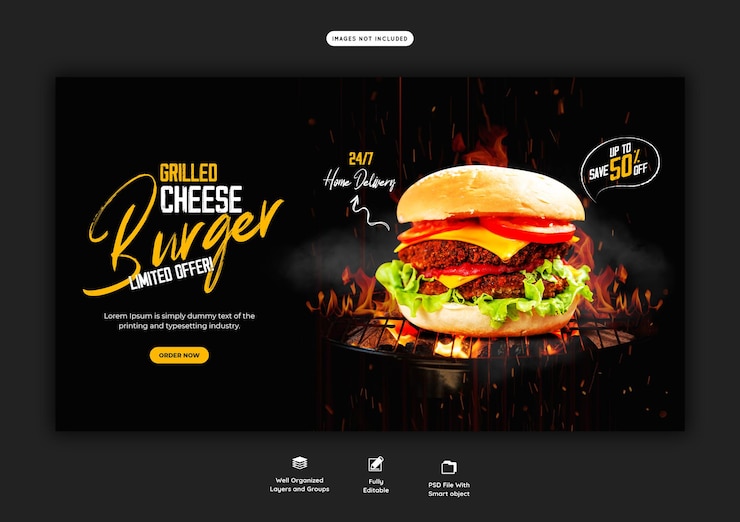 IMAGES NOT INCLUDED
GRILLED
CHEESE
Burger
LIMITED OFFER!
Lorem Ipsum is simply dummy text of the
printing and typesetting industry.
ORDER NOW
24/7
Home Delivery
UP TO
SAVE 50% OFF
Well Organized
Layers and Groups
Fully
Editable
PSD File With
Smart object